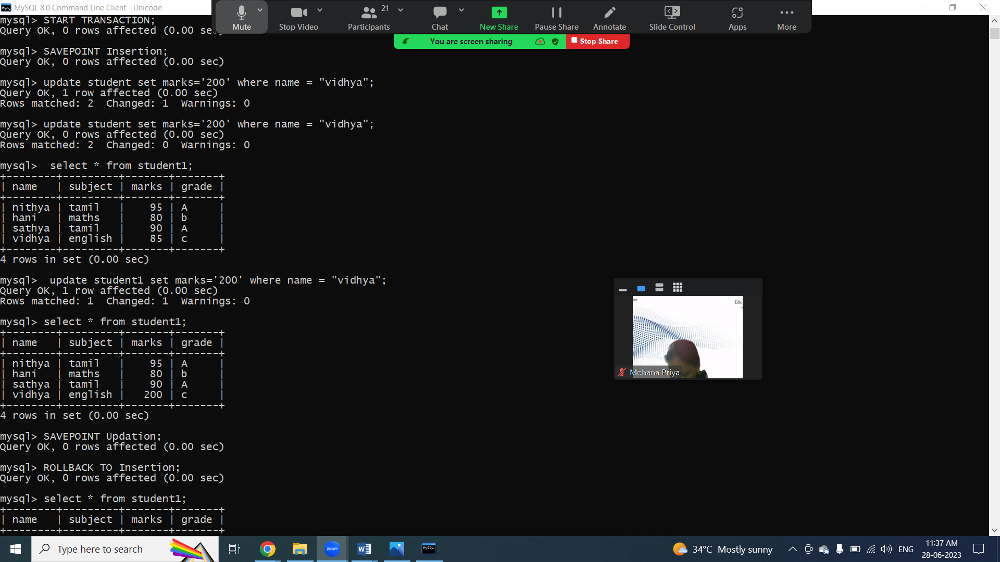 MySQL 8.0 Command Line Client - Unicode
mysql> START TRANSACTION;
Query OK, 0 rows affected (0.00 sec)
mysql> SAVEPOINT Insertion;
Query OK, 0 rows affected (0.00 sec)
mysql> update student set marks='200' where name = "vidhya";
Query OK, 1 row affected (0.00 sec)
Rows matched: 2  Changed: 1  Warnings: 0
mysql> update student set marks='200' where name = "vidhya";
Query OK, 0 rows affected (0.00 sec)
Rows matched: 2  Changed: 0  Warnings: 0
mysql>  select * from student1;
+--------+---------+-------+-------+
| name   | subject | marks | grade |
+--------+---------+-------+-------+
| nithya | tamil   |    95 | A     |
| hani   | maths   |    80 | b     |
| sathya | tamil   |    90 | A     |
| vidhya | english |    85 | c     |
+--------+---------+-------+-------+
4 rows in set (0.00 sec)
mysql>  update student1 set marks='200' where name = "vidhya";
Query OK, 1 row affected (0.00 sec)
Rows matched: 1  Changed: 1  Warnings: 0
mysql> select * from student1;
+--------+---------+-------+-------+
| name   | subject | marks | grade |
+--------+---------+-------+-------+
| nithya | tamil   |    95 | A     |
| hani   | maths   |    80 | b     |
| sathya | tamil   |    90 | A     |
| vidhya | english |   200 | c     |
+--------+---------+-------+-------+
4 rows in set (0.00 sec)
mysql> SAVEPOINT Updation;
Query OK, 0 rows affected (0.00 sec)
mysql> ROLLBACK TO Insertion;
Query OK, 0 rows affected (0.00 sec)
mysql> select * from student1;
+--------+---------+-------+-------+
| name   | subject | marks | grade |
+--------+---------+-------+-------+
21
Mute Stop Video Participants Chat New Share Pause Share Annotate Slide Control Apps More
You are screen sharing Stop Share
Edu
Mohana Priya
Type here to search
zoom
MySQL
34°C Mostly sunny
ENG
11:37 AM
28-06-2023